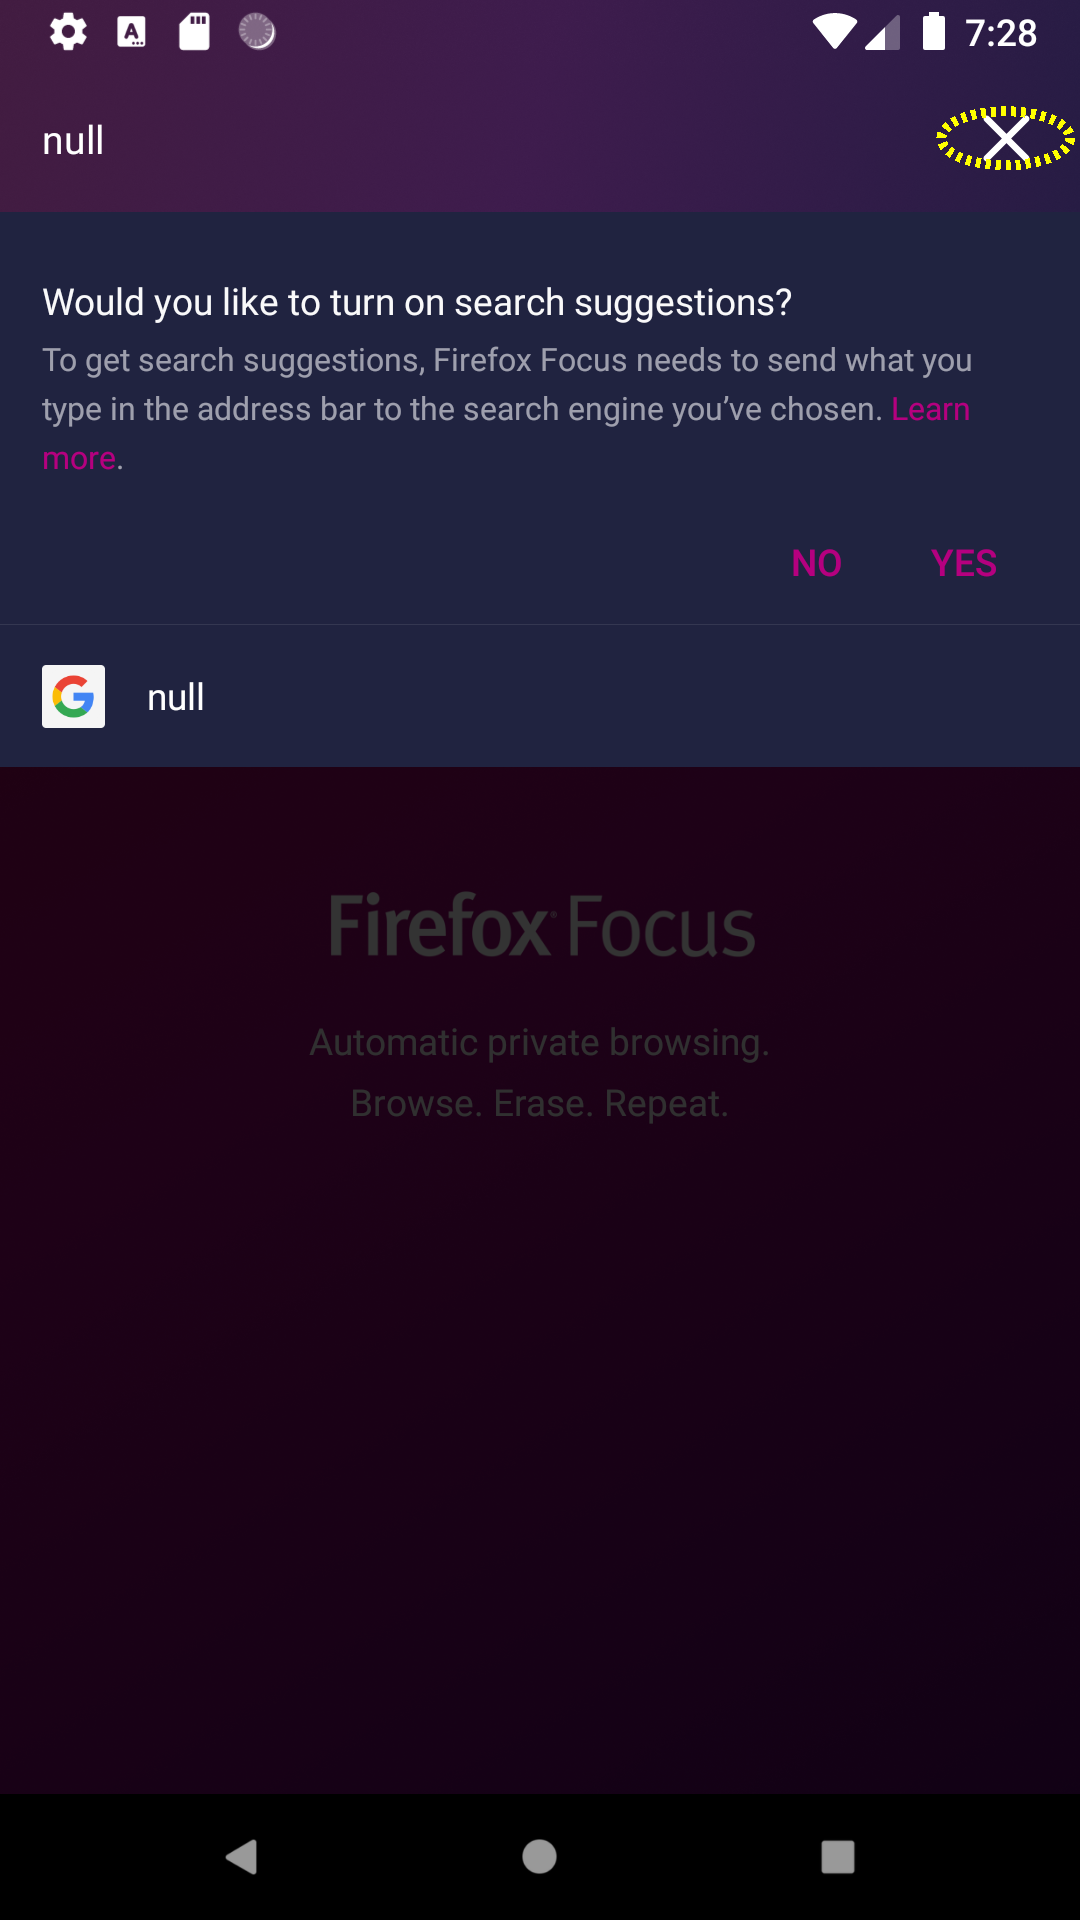 7:28
null
Would you like to turn on search suggestions?
To get search suggestions, Firefox Focus needs to send what you
type in the address bar to the search engine you’ve chosen. Learn
more.
NO YES
null
Firefox Focus
Automatic private browsing.
Browse. Erase. Repeat.